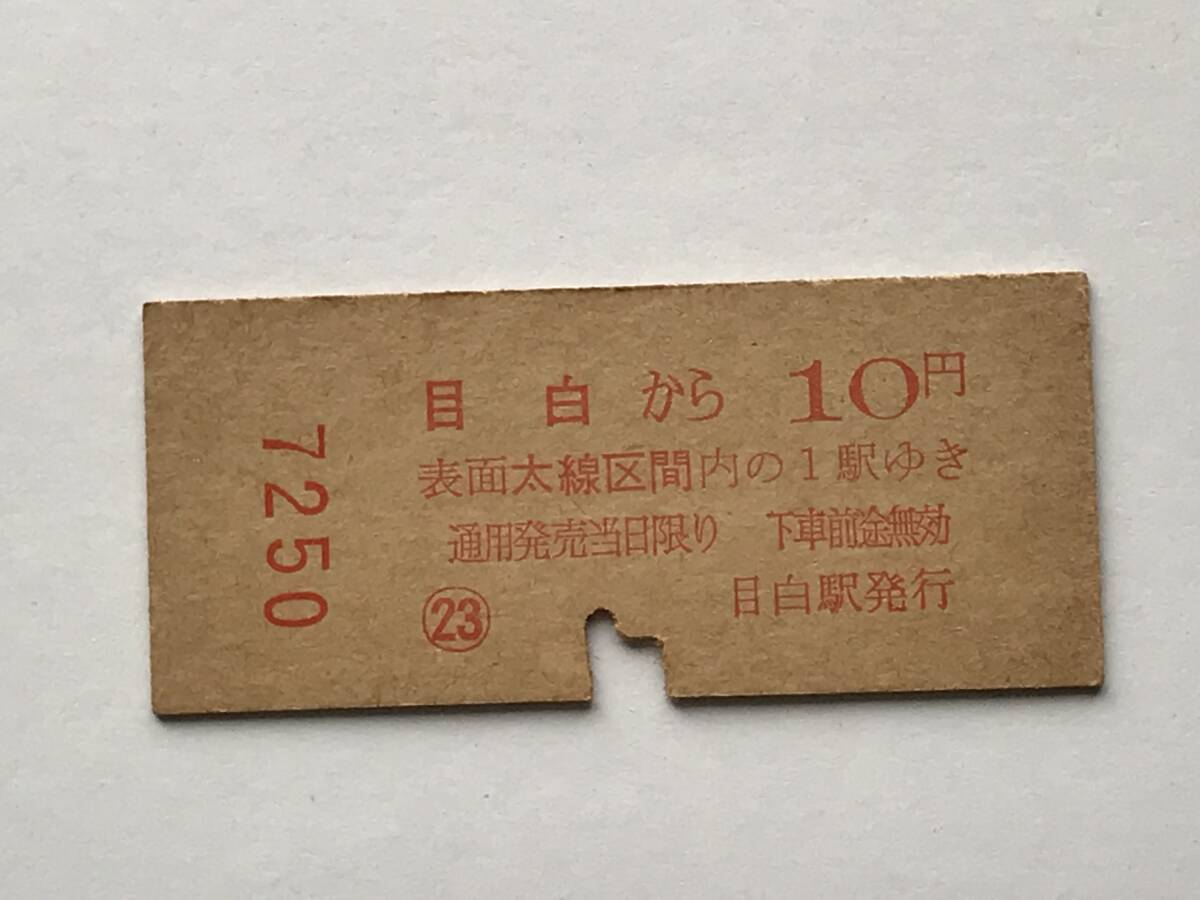 目白から10円
表面太線区間内の1駅ゆき
通用発売当日限り 下車前途無効
㉓ 目白駅発行
7250